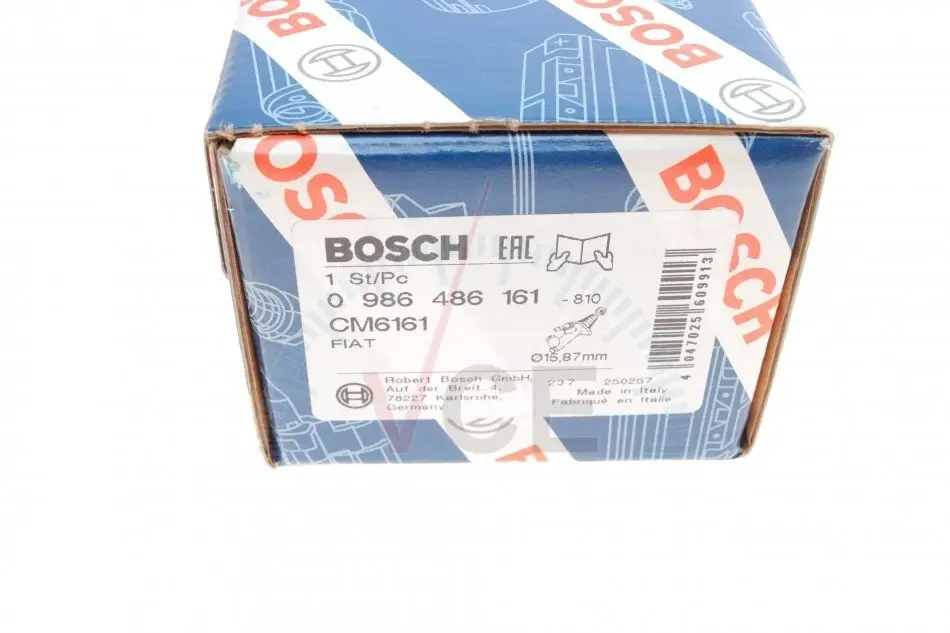 BOSCH
BOSCH
BOSCH
BOSCH EAC
1 St/Pc
0 986 486 161 - 810
CM6161
FIAT
Ø15,87mm
4 047025 609913
Robert Bosch GmbH,
Auf der Breit 4,
76227 Karlsruhe,
Germany
237 250257
Made in Italy
Fabriqué en Italie
VCE